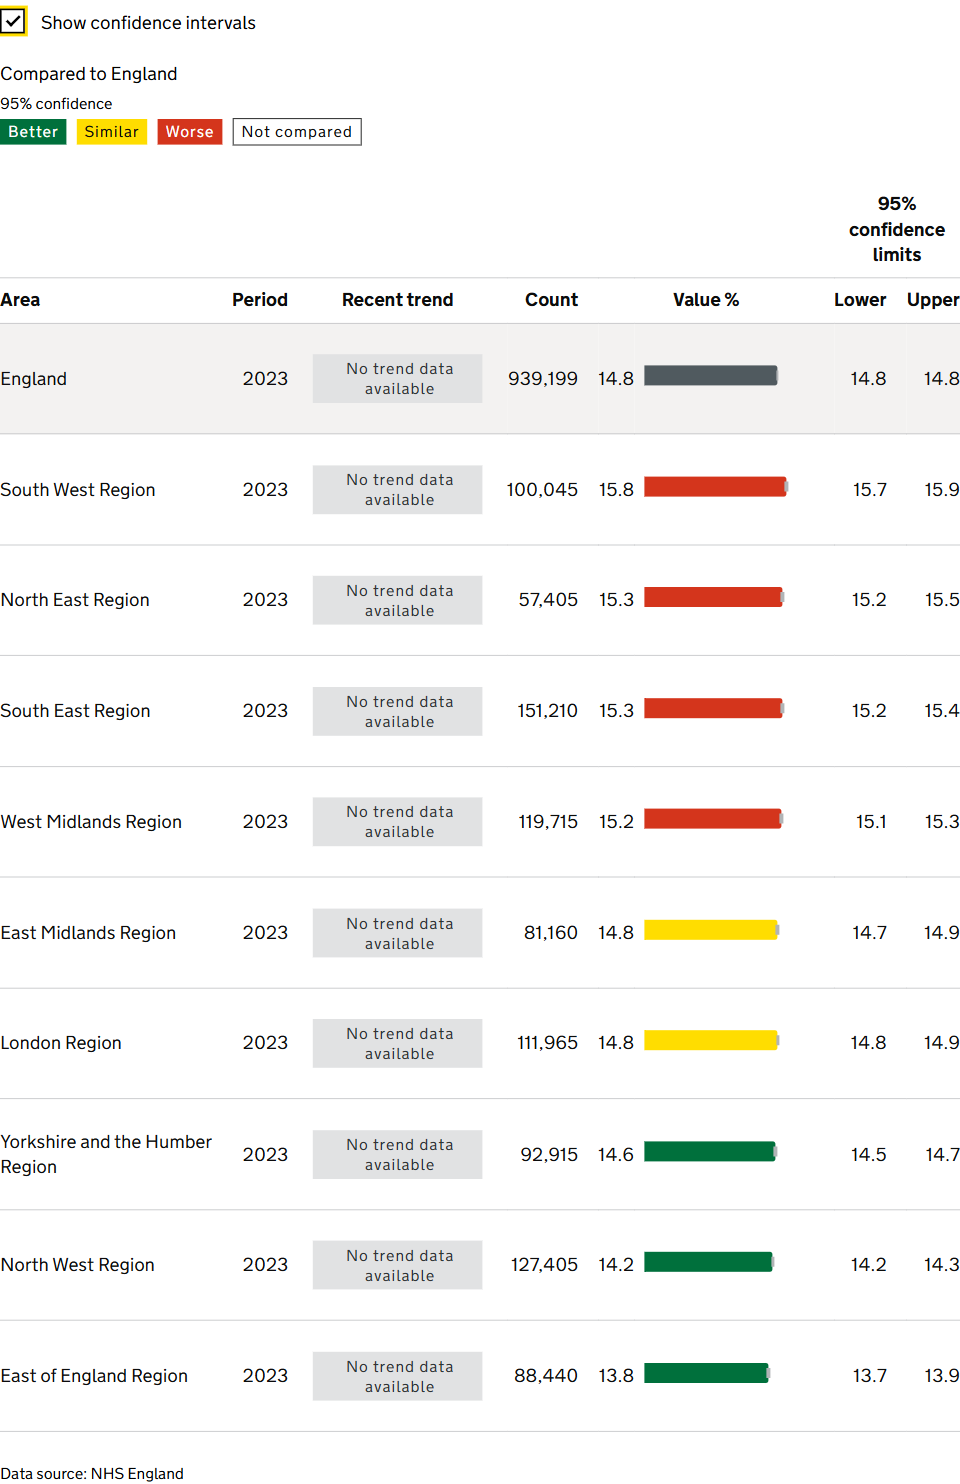 Show confidence intervals
Compared to England
95% confidence
Better Similar Worse Not compared
95%
confidence
limits
Area Period Recent trend Count Value % Lower Upper
England 2023 No trend data available 939,199 14.8 14.8 14.8
South West Region 2023 No trend data available 100,045 15.8 15.7 15.9
North East Region 2023 No trend data available 57,405 15.3 15.2 15.5
South East Region 2023 No trend data available 151,210 15.3 15.2 15.4
West Midlands Region 2023 No trend data available 119,715 15.2 15.1 15.3
East Midlands Region 2023 No trend data available 81,160 14.8 14.7 14.9
London Region 2023 No trend data available 111,965 14.8 14.8 14.9
Yorkshire and the Humber Region 2023 No trend data available 92,915 14.6 14.5 14.7
North West Region 2023 No trend data available 127,405 14.2 14.2 14.3
East of England Region 2023 No trend data available 88,440 13.8 13.7 13.9
Data source: NHS England